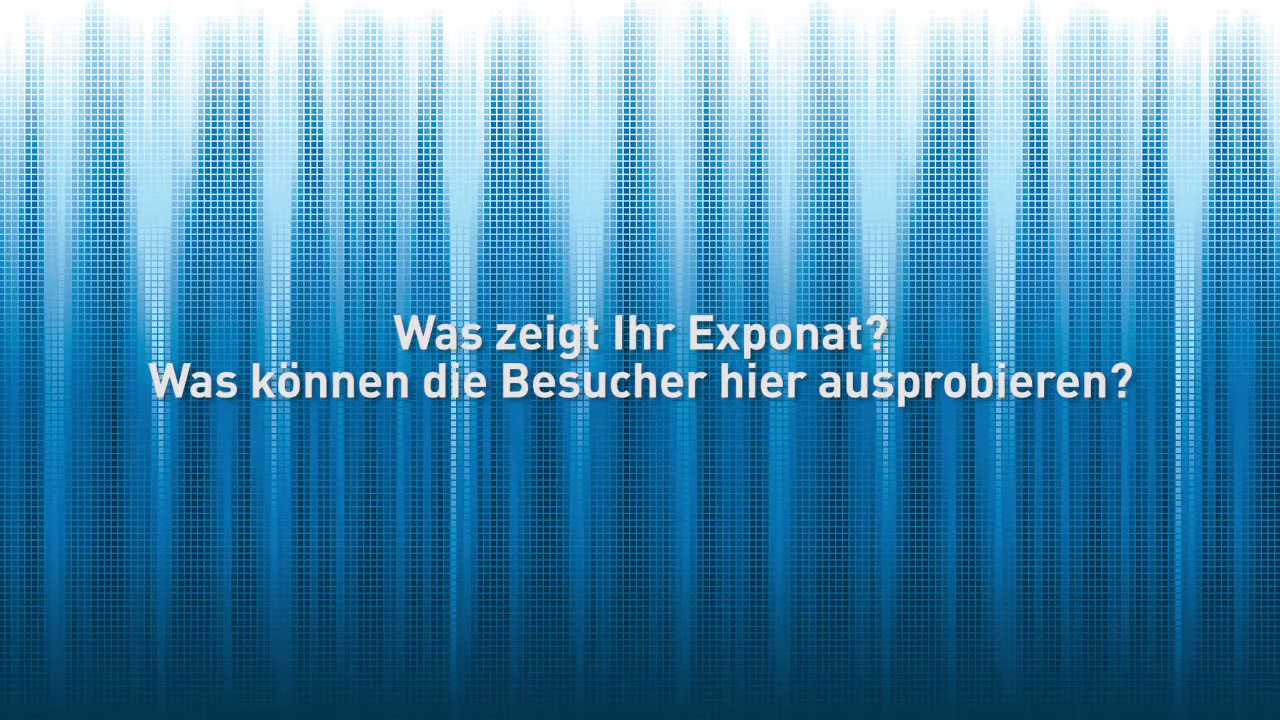 Was zeigt Ihr Exponat?
Was können die Besucher hier ausprobieren?